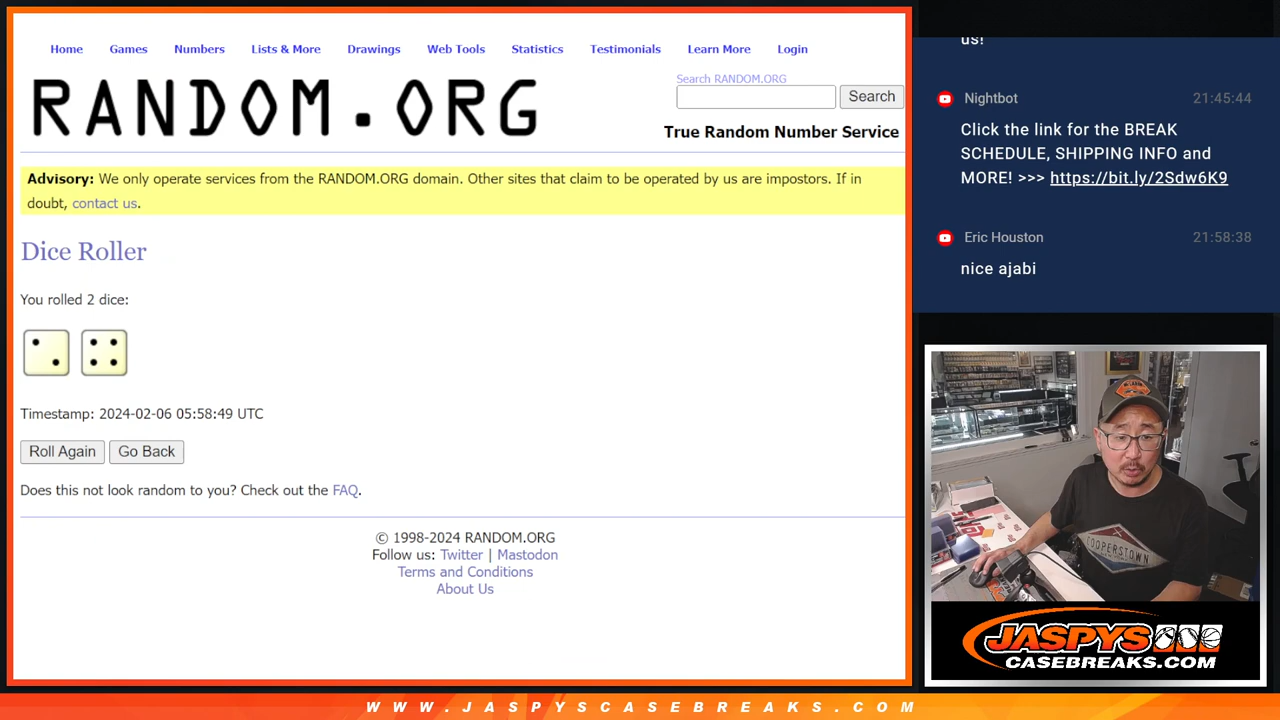 Home Games Numbers Lists & More Drawings Web Tools Statistics Testimonials Learn More Login
RANDOM.ORG
Search RANDOM.ORG
Search
True Random Number Service
Advisory: We only operate services from the RANDOM.ORG domain. Other sites that claim to be operated by us are impostors. If in
doubt, contact us.
Dice Roller
You rolled 2 dice:
Timestamp: 2024-02-06 05:58:49 UTC
Roll Again Go Back
Does this not look random to you? Check out the FAQ.
© 1998-2024 RANDOM.ORG
Follow us: Twitter | Mastodon
Terms and Conditions
About Us
us!
Nightbot 21:45:44
Click the link for the BREAK
SCHEDULE, SHIPPING INFO and
MORE! >>> https://bit.ly/2Sdw6K9
Eric Houston 21:58:38
nice ajabi
COOPERSTOWN
JASPYS
CASEBREAKS.COM
WWW.JASPYSCASEBREAKS.COM